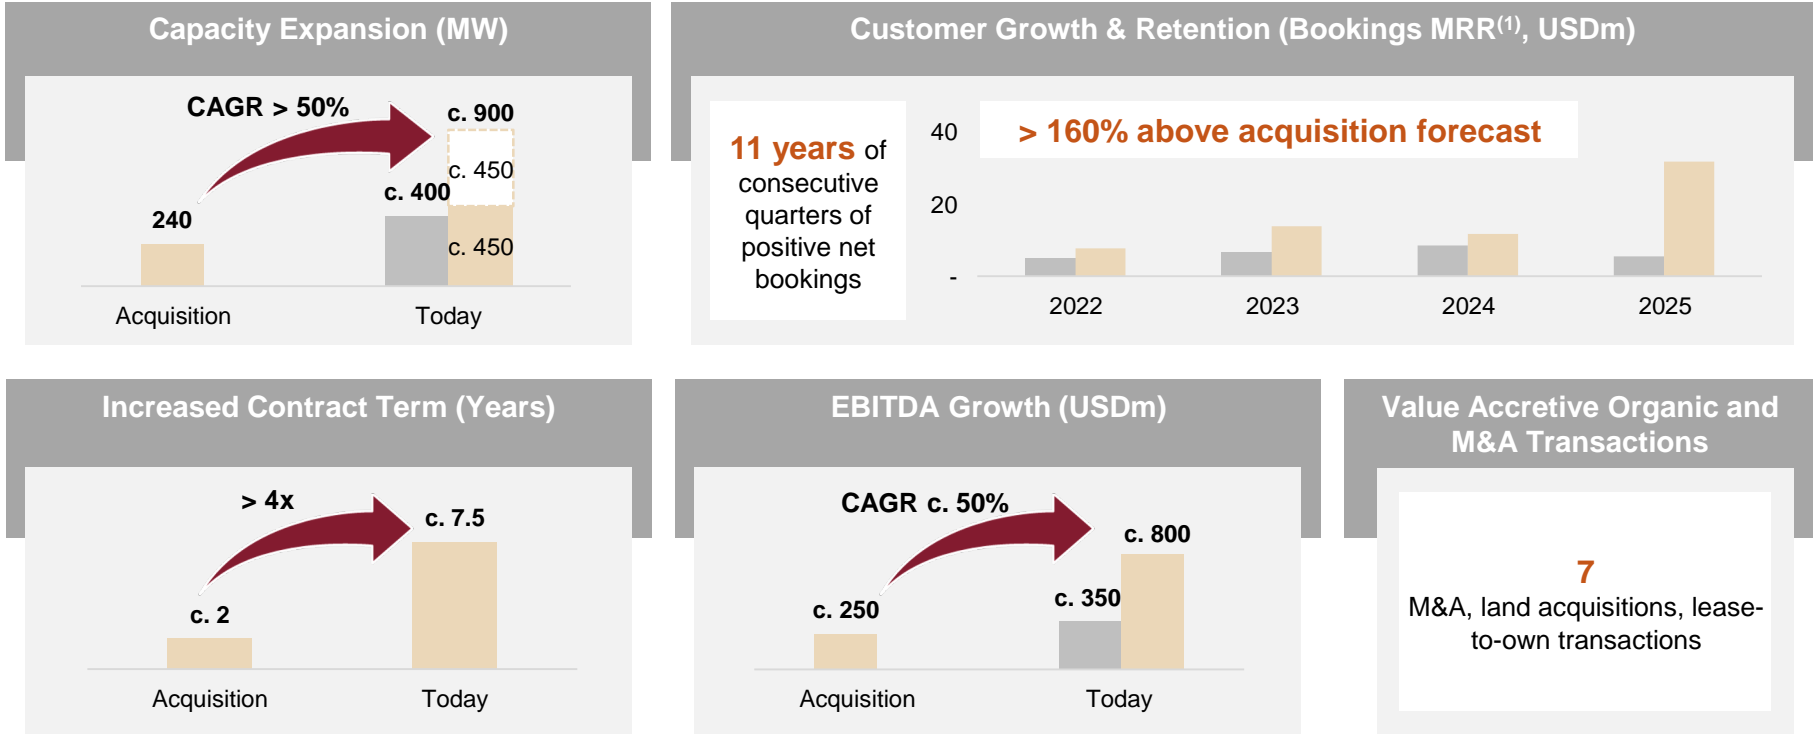 Capacity Expansion (MW)
CAGR > 50%
c. 900
c. 450
c. 400
240
c. 450
Acquisition
Today
Customer Growth & Retention (Bookings MRR(1), USDm)
11 years of
consecutive
quarters of
positive net
bookings
> 160% above acquisition forecast
40
20
-
2022
2023
2024
2025
Increased Contract Term (Years)
> 4x
c. 7.5
c. 2
Acquisition
Today
EBITDA Growth (USDm)
CAGR c. 50%
c. 800
c. 350
c. 250
Acquisition
Today
Value Accretive Organic and
M&A Transactions
7
M&A, land acquisitions, lease-
to-own transactions